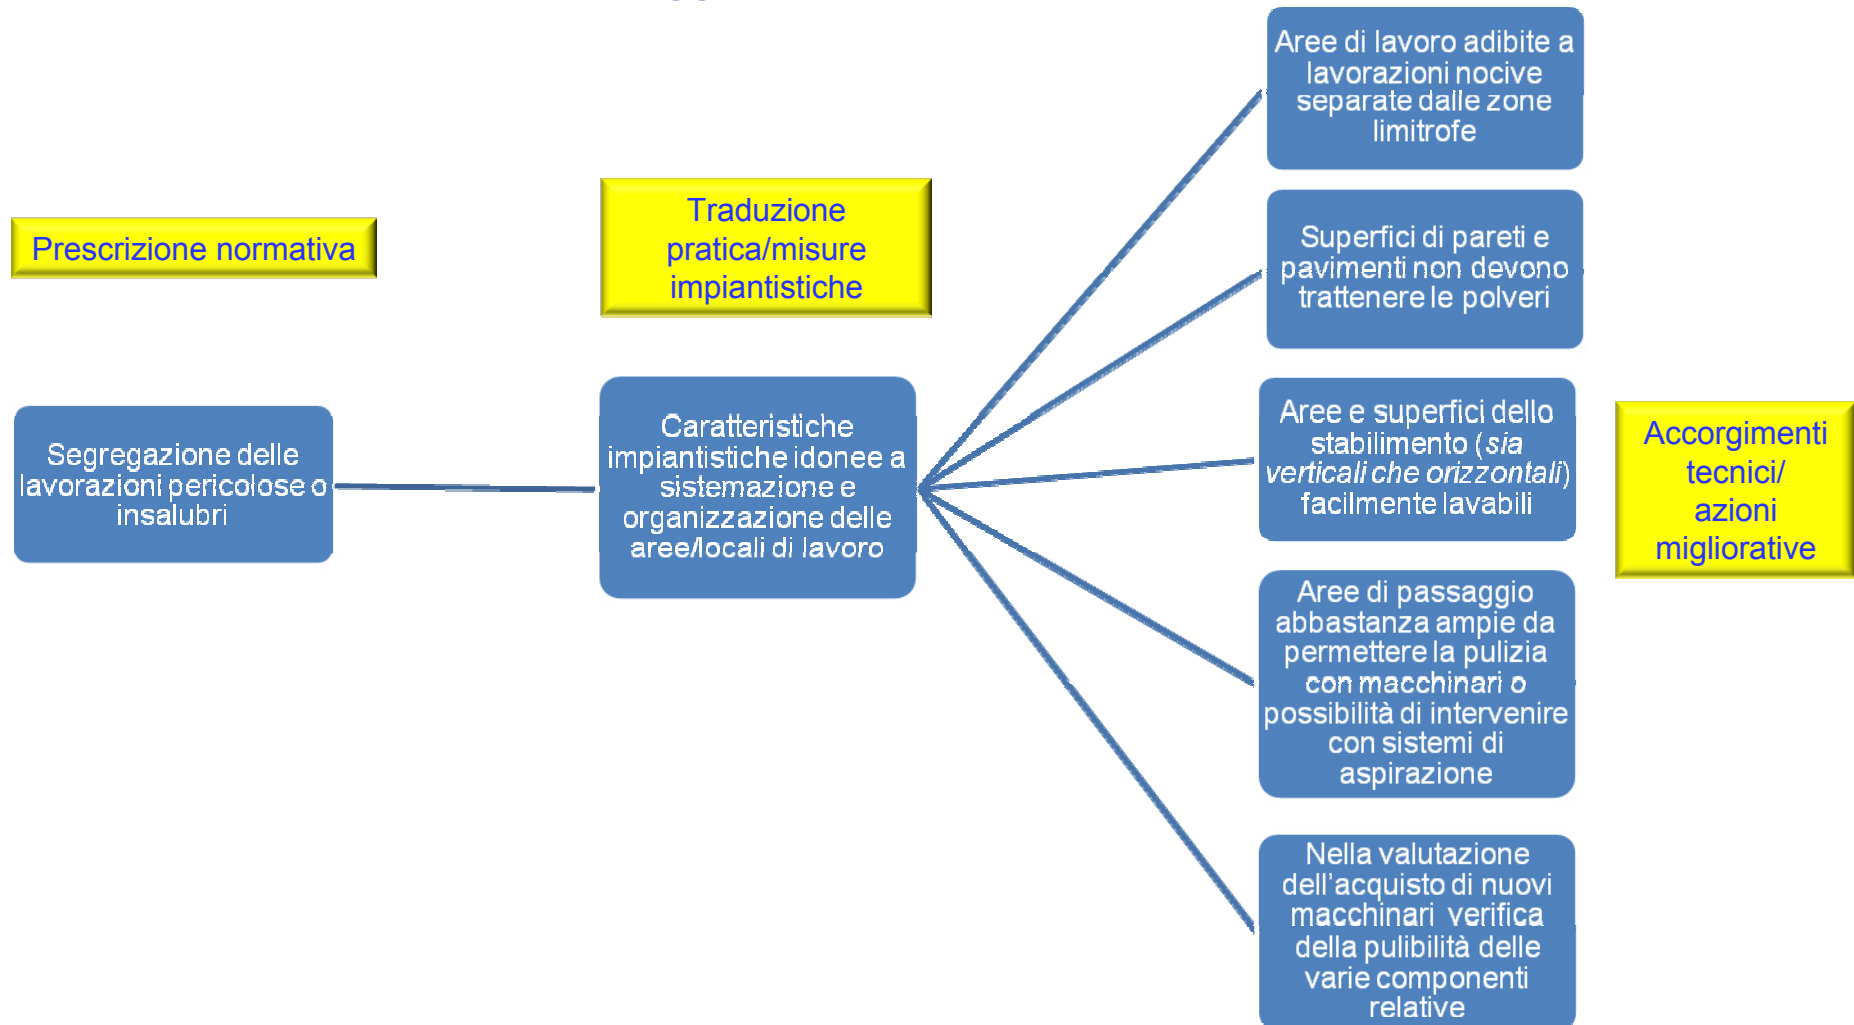 Prescrizione normativa
Segregazione delle
lavorazioni pericolose o
insalubri
Traduzione
pratica/misure
impiantistiche
Caratteristiche
impiantistiche idonee a
sistemazione e
organizzazione delle
aree/locali di lavoro
Aree di lavoro adibite a
lavorazioni nocive
separate dalle zone
limitrofe
Superfici di pareti e
pavimenti non devono
trattenere le polveri
Aree e superfici dello
stabilimento (sia
verticali che orizzontali)
facilmente lavabili
Aree di passaggio
abbastanza ampie da
permettere la pulizia
con macchinari o
possibilità di intervenire
con sistemi di
aspirazione
Nella valutazione
dell'acquisto di nuovi
macchinari verifica
della pulibilità delle
varie componenti
relative
Accorgimenti
tecnici/
azioni
migliorative